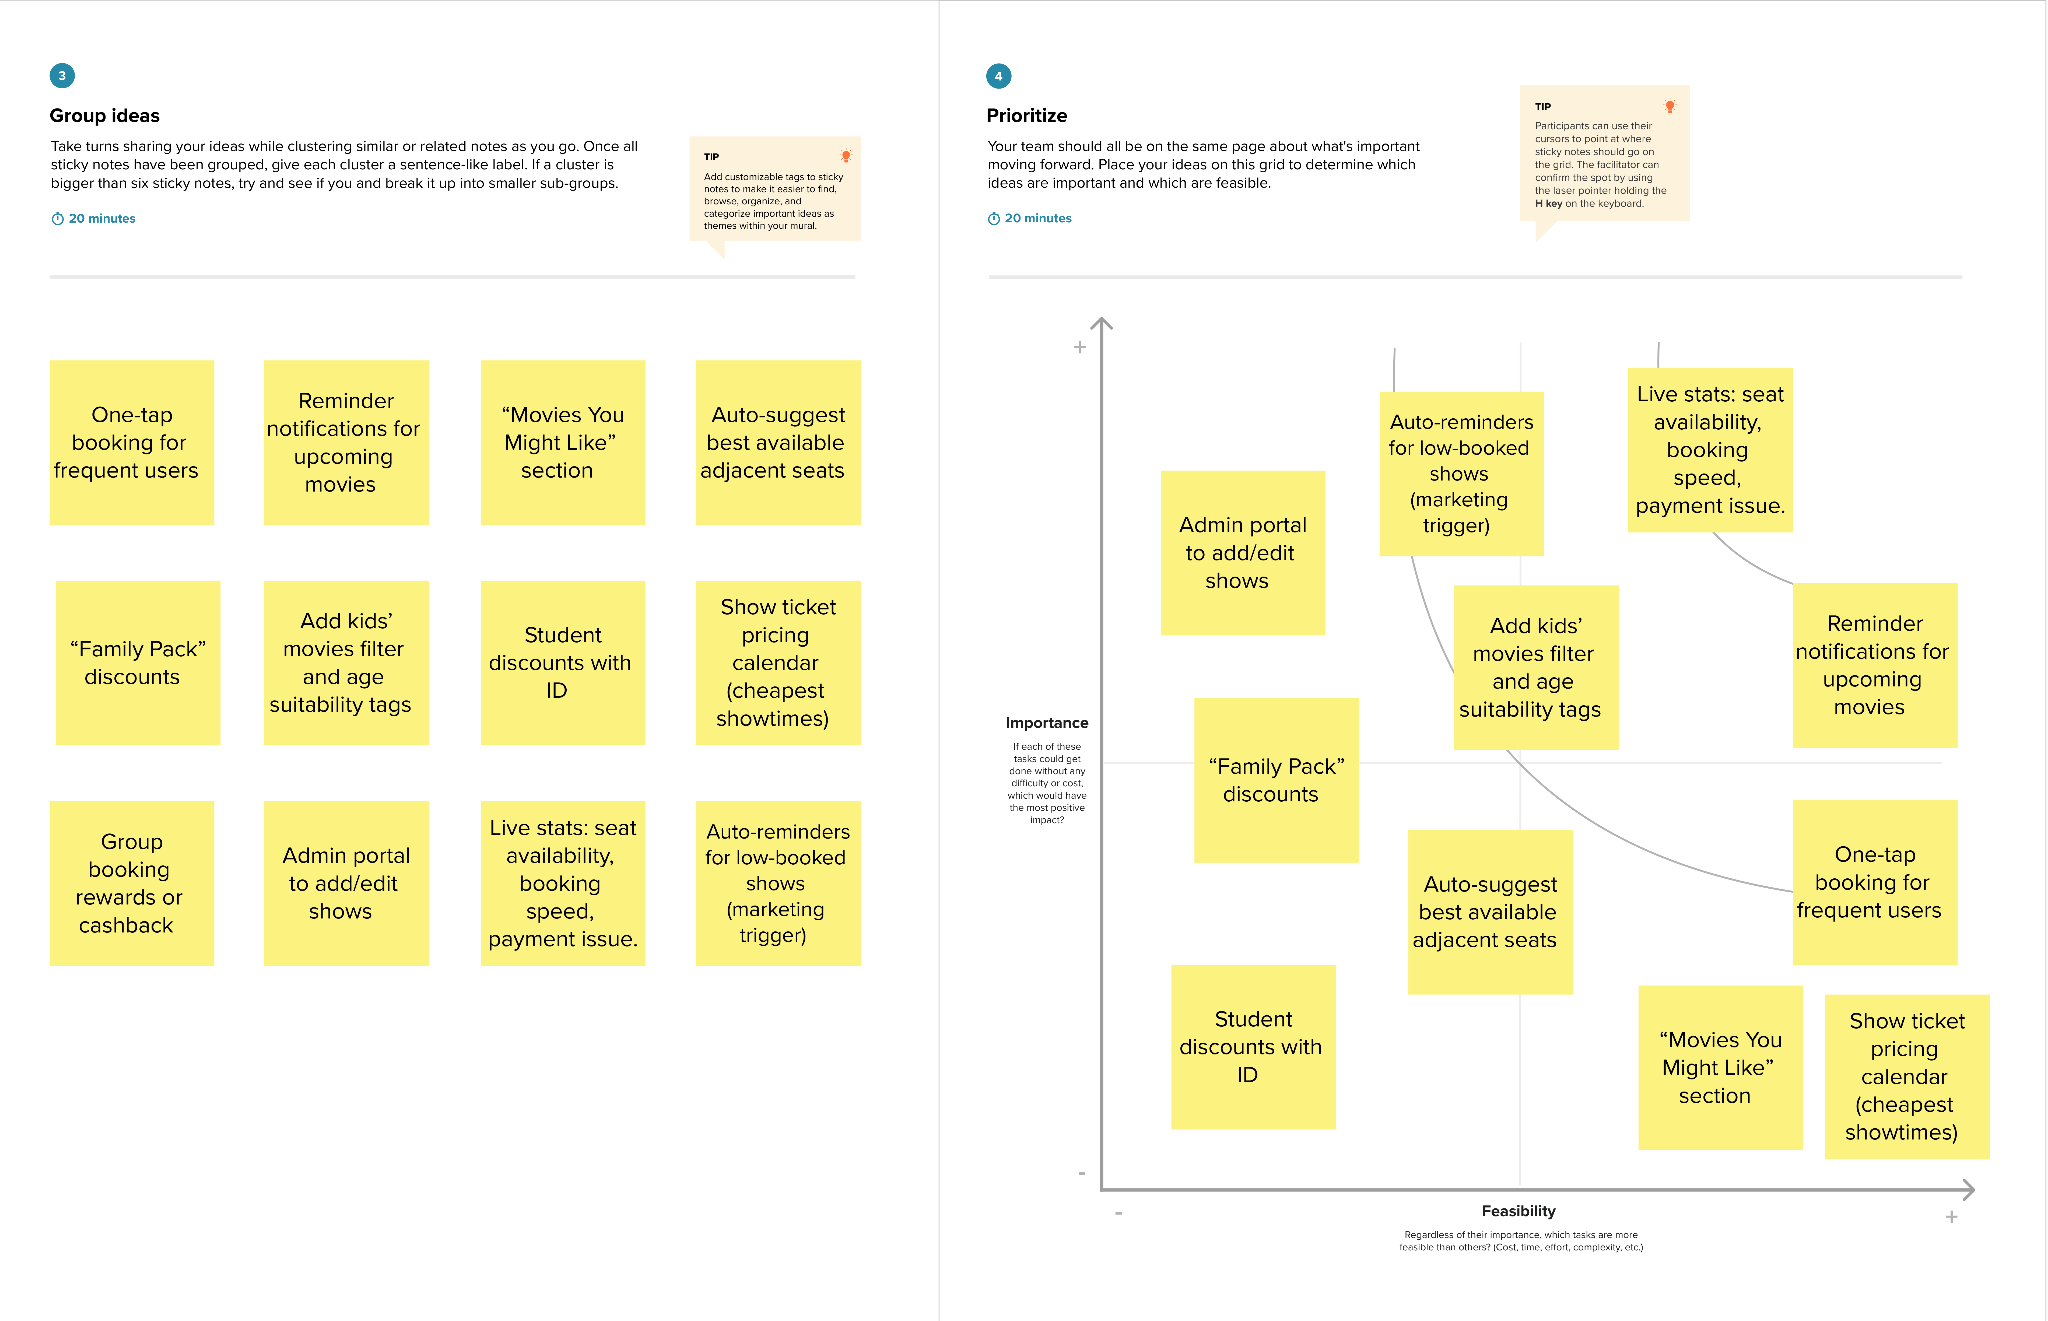 3
Group ideas
Take turns sharing your ideas while clustering similar or related notes as you go. Once all
sticky notes have been grouped, give each cluster a sentence-like label. If a cluster is
bigger than six sticky notes, try and see if you and break it up into smaller sub-groups.
20 minutes
TIP
Add customizable tags to sticky
notes to make it easier to find,
browse, organize, and
categorize important ideas as
themes within your mural.
One-tap
booking for
frequent users
Reminder
notifications for
upcoming
movies
“Movies You
Might Like”
section
Auto-suggest
best available
adjacent seats
“Family Pack”
discounts
Add kids’
movies filter
and age
suitability tags
Student
discounts with
ID
Show ticket
pricing
calendar
(cheapest
showtimes)
Group
booking
rewards or
cashback
Admin portal
to add/edit
shows
Live stats: seat
availability,
booking
speed,
payment issue.
Auto-reminders
for low-booked
shows
(marketing
trigger)
4
Prioritize
Your team should all be on the same page about what's important
moving forward. Place your ideas on this grid to determine which
ideas are important and which are feasible.
20 minutes
TIP
Participants can use their
cursors to point at where
sticky notes should go on
the grid. The facilitator can
confirm the spot by using
the laser pointer holding the
H key on the keyboard.
+
Importance
If each of these
tasks could get
done without any
difficulty or cost,
which would have
the most positive
impact?
-
Admin portal
to add/edit
shows
Auto-reminders
for low-booked
shows
(marketing
trigger)
Live stats: seat
availability,
booking
speed,
payment issue.
Add kids’
movies filter
and age
suitability tags
Reminder
notifications for
upcoming
movies
“Family Pack”
discounts
Auto-suggest
best available
adjacent seats
One-tap
booking for
frequent users
Student
discounts with
ID
“Movies You
Might Like”
section
Show ticket
pricing
calendar
(cheapest
showtimes)
-
Feasibility
+
Regardless of their importance, which tasks are more
feasible than others? (Cost, time, effort, complexity, etc.)